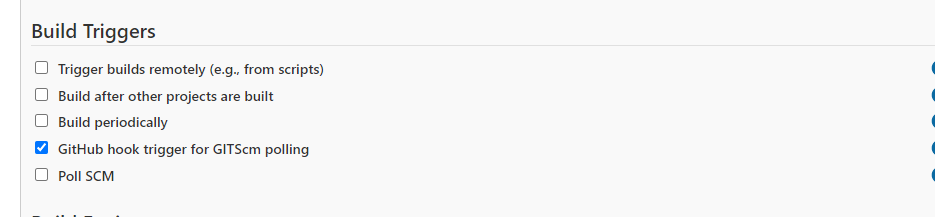 Build Triggers
Trigger builds remotely (e.g., from scripts)
Build after other projects are built
Build periodically
GitHub hook trigger for GITScm polling
Poll SCM